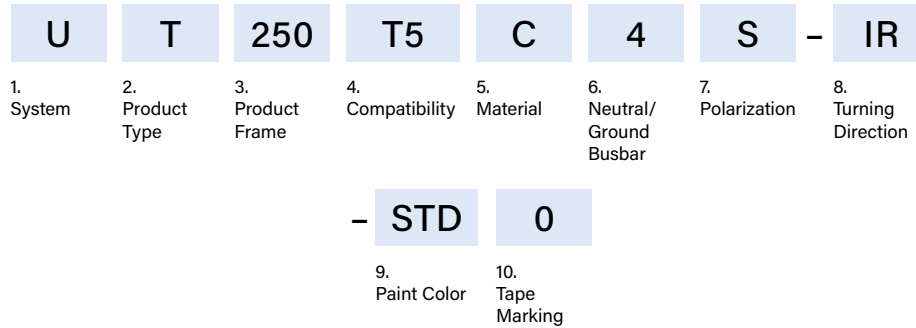 U T 250 T5 C 4 S – IR
1. 2. 3. 4. 5. 6. 7. 8.
System Product Product Compatibility Material Neutral/ Polarization Turning
Type Frame Ground Direction
Busbar
– STD 0
9. 10.
Paint Color Tape
Marking